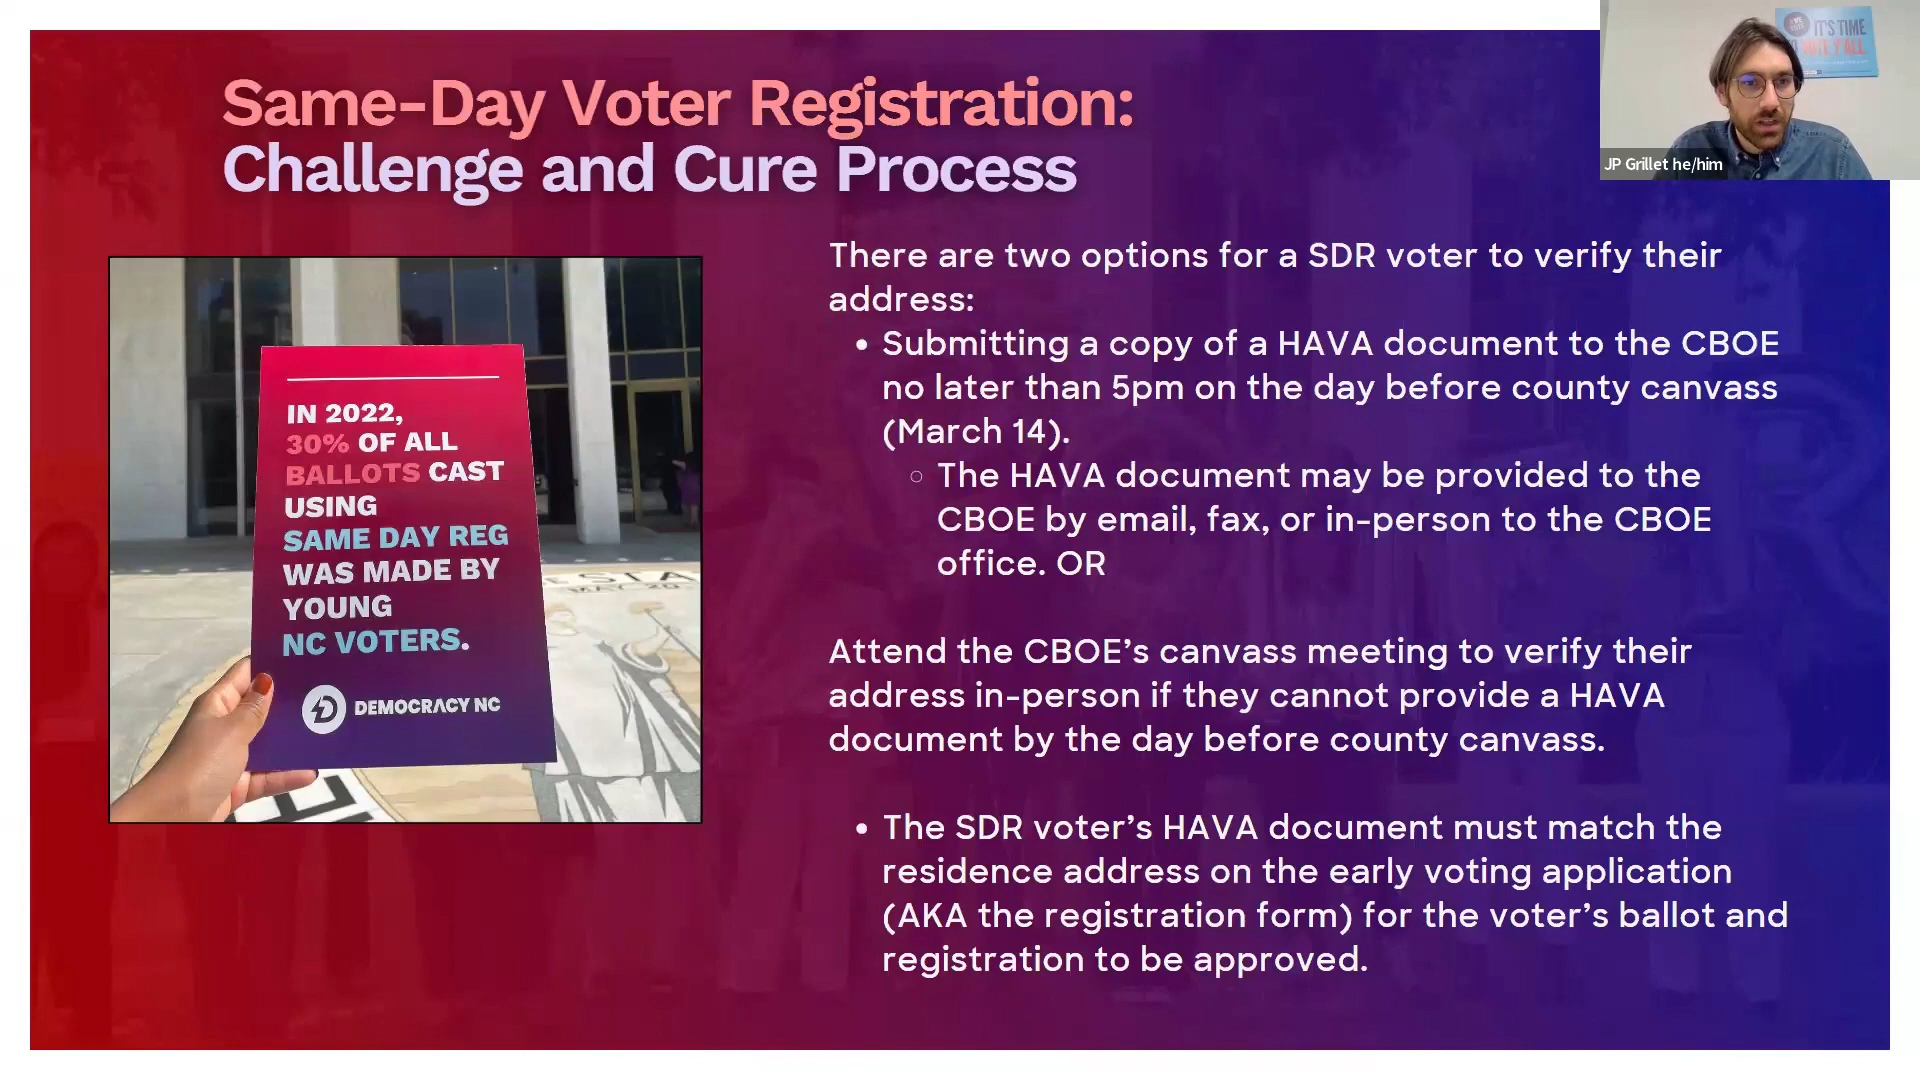 Same-Day Voter Registration:
Challenge and Cure Process
IT'S TIME
VOTE Y'ALL
JP Grillet he/him
IN 2022,
30% OF ALL
BALLOTS CAST
USING
SAME DAY REG
WAS MADE BY
YOUNG
NC VOTERS.
DEMOCRACY NC
There are two options for a SDR voter to verify their
address:
• Submitting a copy of a HAVA document to the CBOE
no later than 5pm on the day before county canvass
(March 14).
○ The HAVA document may be provided to the
CBOE by email, fax, or in-person to the CBOE
office. OR
Attend the CBOE's canvass meeting to verify their
address in-person if they cannot provide a HAVA
document by the day before county canvass.
• The SDR voter's HAVA document must match the
residence address on the early voting application
(AKA the registration form) for the voter's ballot and
registration to be approved.